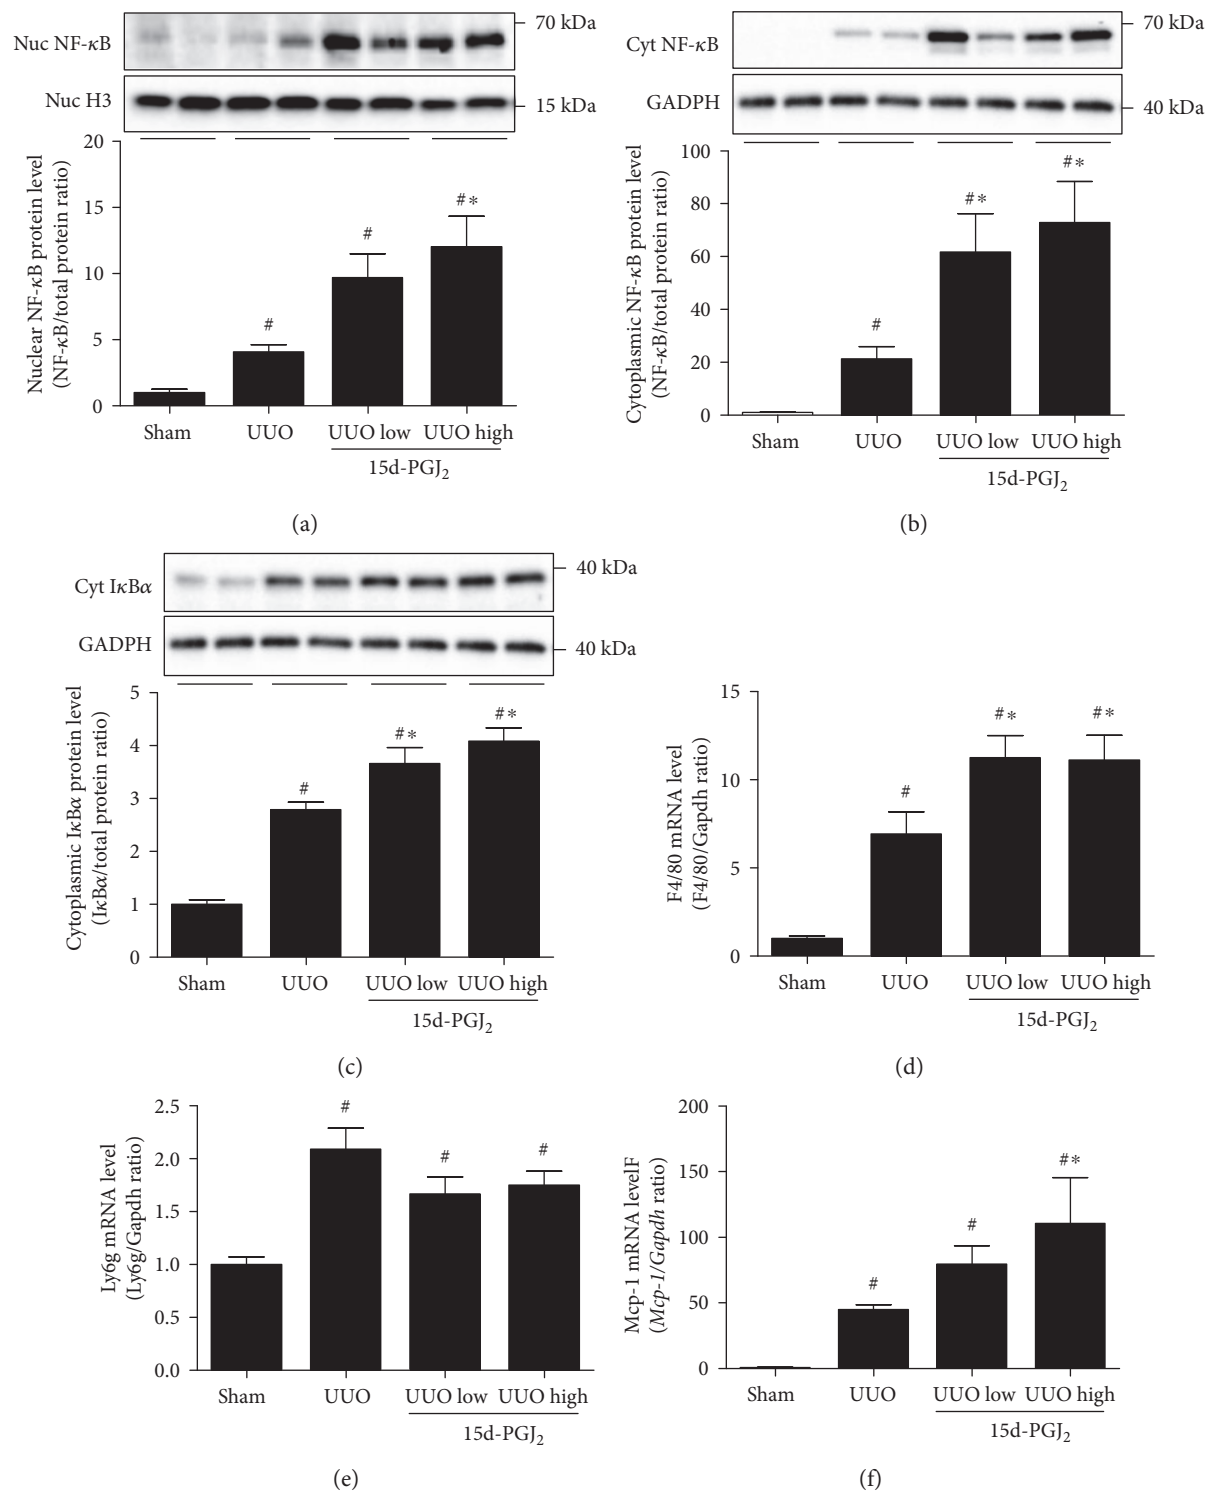 Nuc NF-κB
70 kDa
Nuc H3
15 kDa
Nuclear NF-κB protein level
(NF-κB/total protein ratio)
20
15
10
5
0
#
#
#*
Sham UUO UUO low UUO high
15d-PGJ₂
(a)
Cyt NF-κB
70 kDa
GADPH
40 kDa
Cytoplasmic NF-κB protein level
(NF-κB/total protein ratio)
100
80
60
40
20
0
#
#*
#*
Sham UUO UUO low UUO high
15d-PGJ₂
(b)
Cyt IκBα
40 kDa
GADPH
40 kDa
Cytoplasmic IκBα protein level
(IκBα/total protein ratio)
5
4
3
2
1
0
#
#*
#*
Sham UUO UUO low UUO high
15d-PGJ₂
(c)
F4/80 mRNA level
(F4/80/Gapdh ratio)
15
10
5
0
#
#*
#*
Sham UUO UUO low UUO high
15d-PGJ₂
(d)
Ly6g mRNA level
(Ly6g/Gapdh ratio)
2.5
2.0
1.5
1.0
0.5
0.0
#
#
#
Sham UUO UUO low UUO high
15d-PGJ₂
(e)
Mcp-1 mRNA levelF
(Mcp-1/Gapdh ratio)
200
150
100
50
0
#
#
#*
Sham UUO UUO low UUO high
15d-PGJ₂
(f)